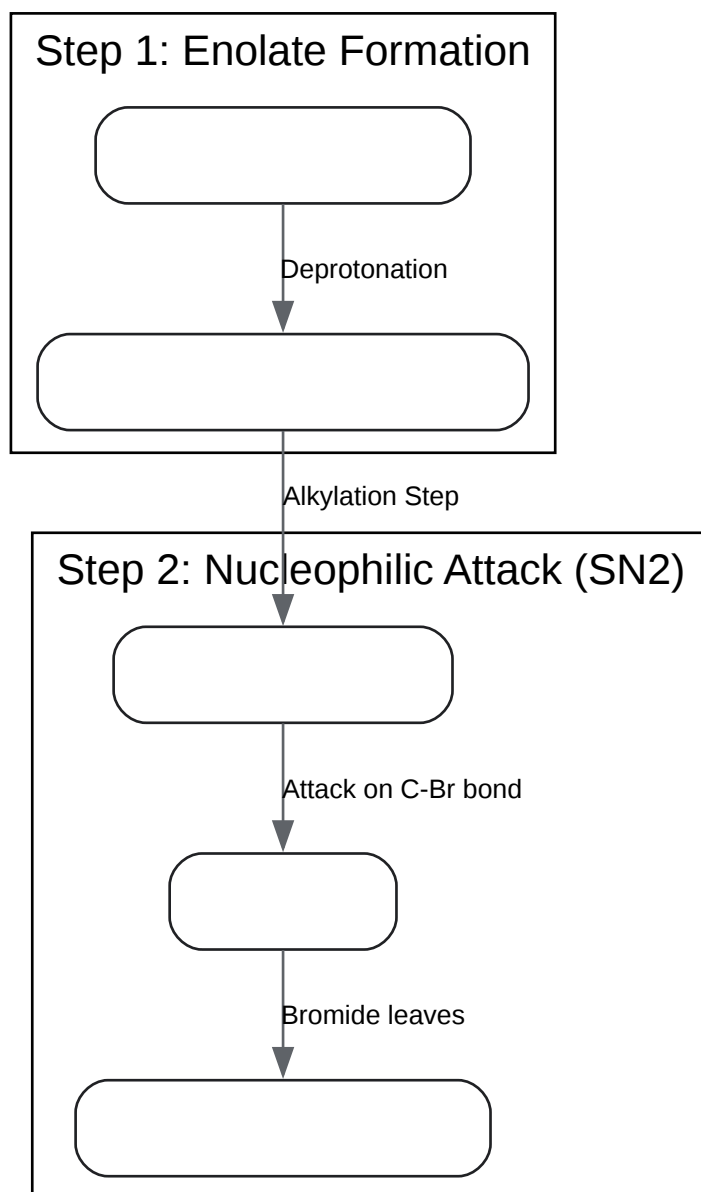 Step 1: Enolate Formation
Deprotonation
Alkylation Step
Step 2: Nucleophilic Attack (SN2)
Attack on C-Br bond
Bromide leaves